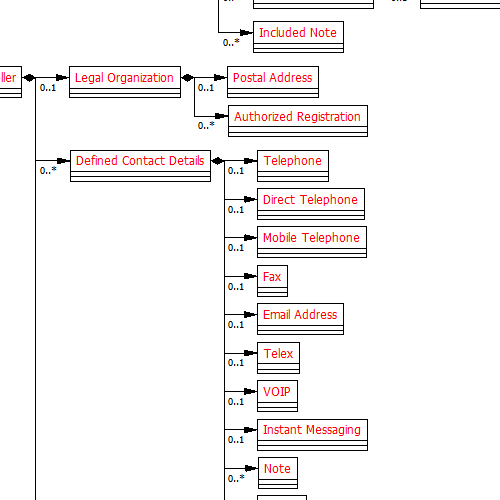 Included Note
0..*
ller
Legal Organization
Postal Address
0..1
0..1
Authorized Registration
0..*
Defined Contact Details
Telephone
0..*
0..1
Direct Telephone
0..1
Mobile Telephone
0..1
Fax
0..1
Email Address
0..1
Telex
0..1
VOIP
0..1
Instant Messaging
0..1
Note
0..*